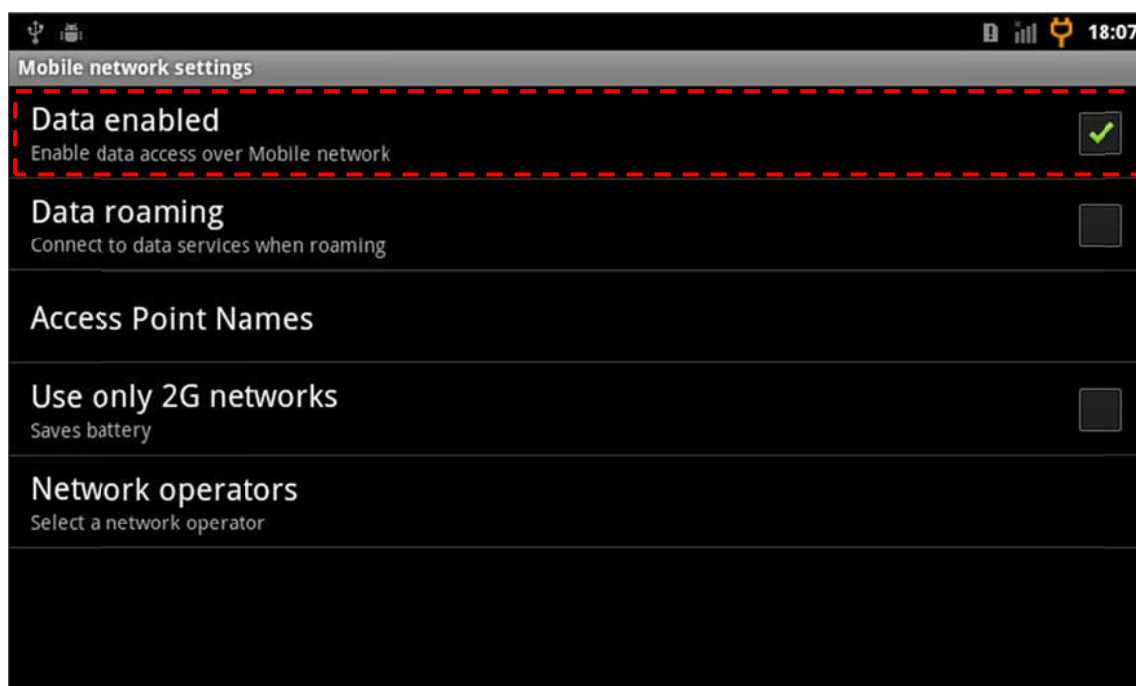 18:07
Mobile network settings
Data enabled
Enable data access over Mobile network
Data roaming
Connect to data services when roaming
Access Point Names
Use only 2G networks
Saves battery
Network operators
Select a network operator